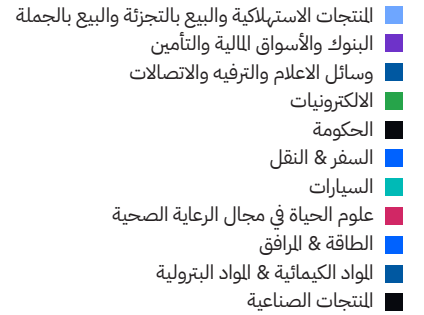 المنتجات الاستهلاكية والبيع بالتجزئة والبيع بالجملة
البنوك والأسواق المالية والتأمين
وسائل الاعلام والترفيه والاتصالات
الالكترونيات
الحكومة
السفر & النقل
السيارات
علوم الحياة في مجال الرعاية الصحية
الطاقة & المرافق
المواد الكيمائية & المواد البترولية
المنتجات الصناعية